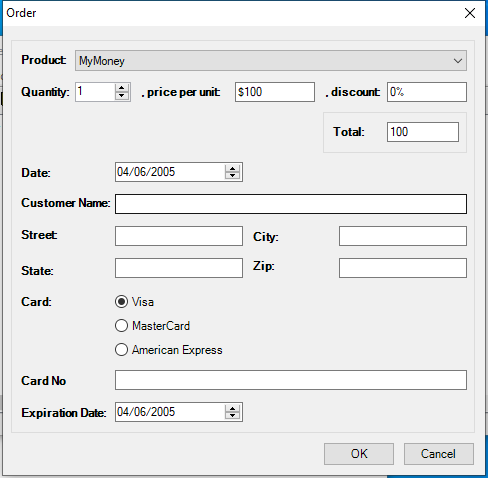 Order
Product: MyMoney
Quantity: 1 , price per unit: $100 , discount: 0%
Total: 100
Date: 04/06/2005
Customer Name:
Street: City:
State: Zip:
Card: Visa
MasterCard
American Express
Card No
Expiration Date: 04/06/2005
OK Cancel